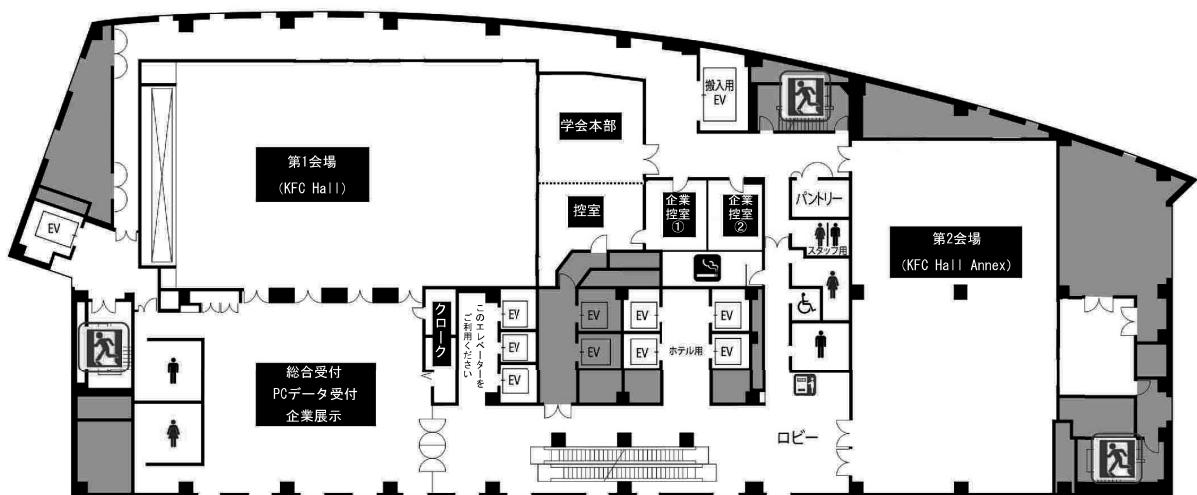 搬入用
EV
学会本部
第1会場
(KFC Hall)
控室
企業
控室
①
企業
控室
②
パントリー
スタッフ用
第2会場
(KFC Hall Annex)
EV
クローク
このエレベーターを
ご利用ください
EV
EV
EV
EV
EV
EV
EV
ホテル用
EV
EV
EV
総合受付
PCデータ受付
企業展示
ロビー